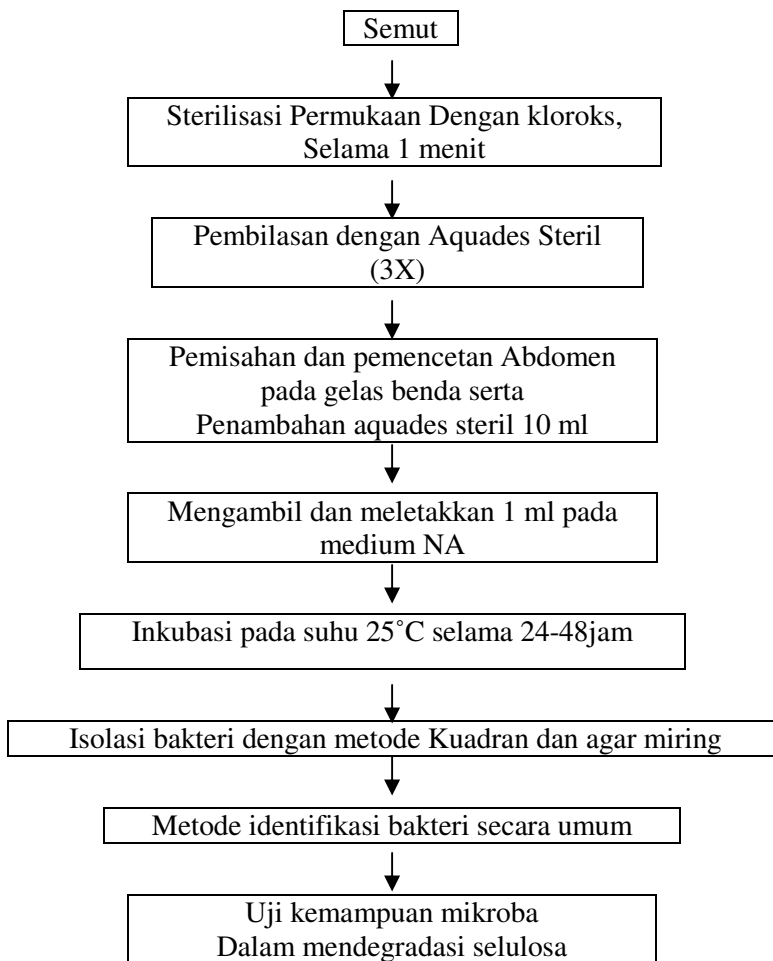 Semut
Sterilisasi Permukaan Dengan kloroks,
Selama 1 menit
Pembilasan dengan Aquades Steril
(3X)
Pemisahan dan pemencetan Abdomen
pada gelas benda serta
Penambahan aquades steril 10 ml
Mengambil dan meletakkan 1 ml pada
medium NA
Inkubasi pada suhu 25˚C selama 24-48jam
Isolasi bakteri dengan metode Kuadran dan agar miring
Metode identifikasi bakteri secara umum
Uji kemampuan mikroba
Dalam mendegradasi selulosa